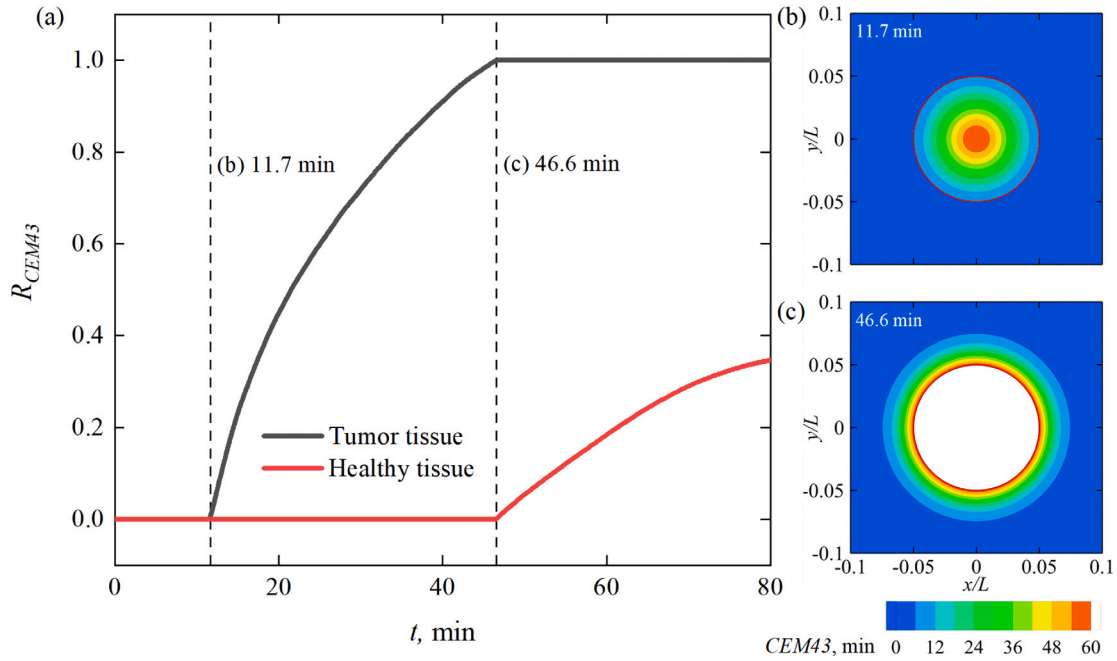 (a)
1.0
0.8
0.6
0.4
0.2
0.0
R_CEM43
(b) 11.7 min
(c) 46.6 min
Tumor tissue
Healthy tissue
0 20 40 60 80
t, min
(b)
11.7 min
0.1
0.05
0
-0.05
-0.1
y/L
(c)
46.6 min
0.1
0.05
0
-0.05
-0.1
y/L
-0.1 -0.05 0 0.05 0.1
x/L
CEM43, min 0 12 24 36 48 60